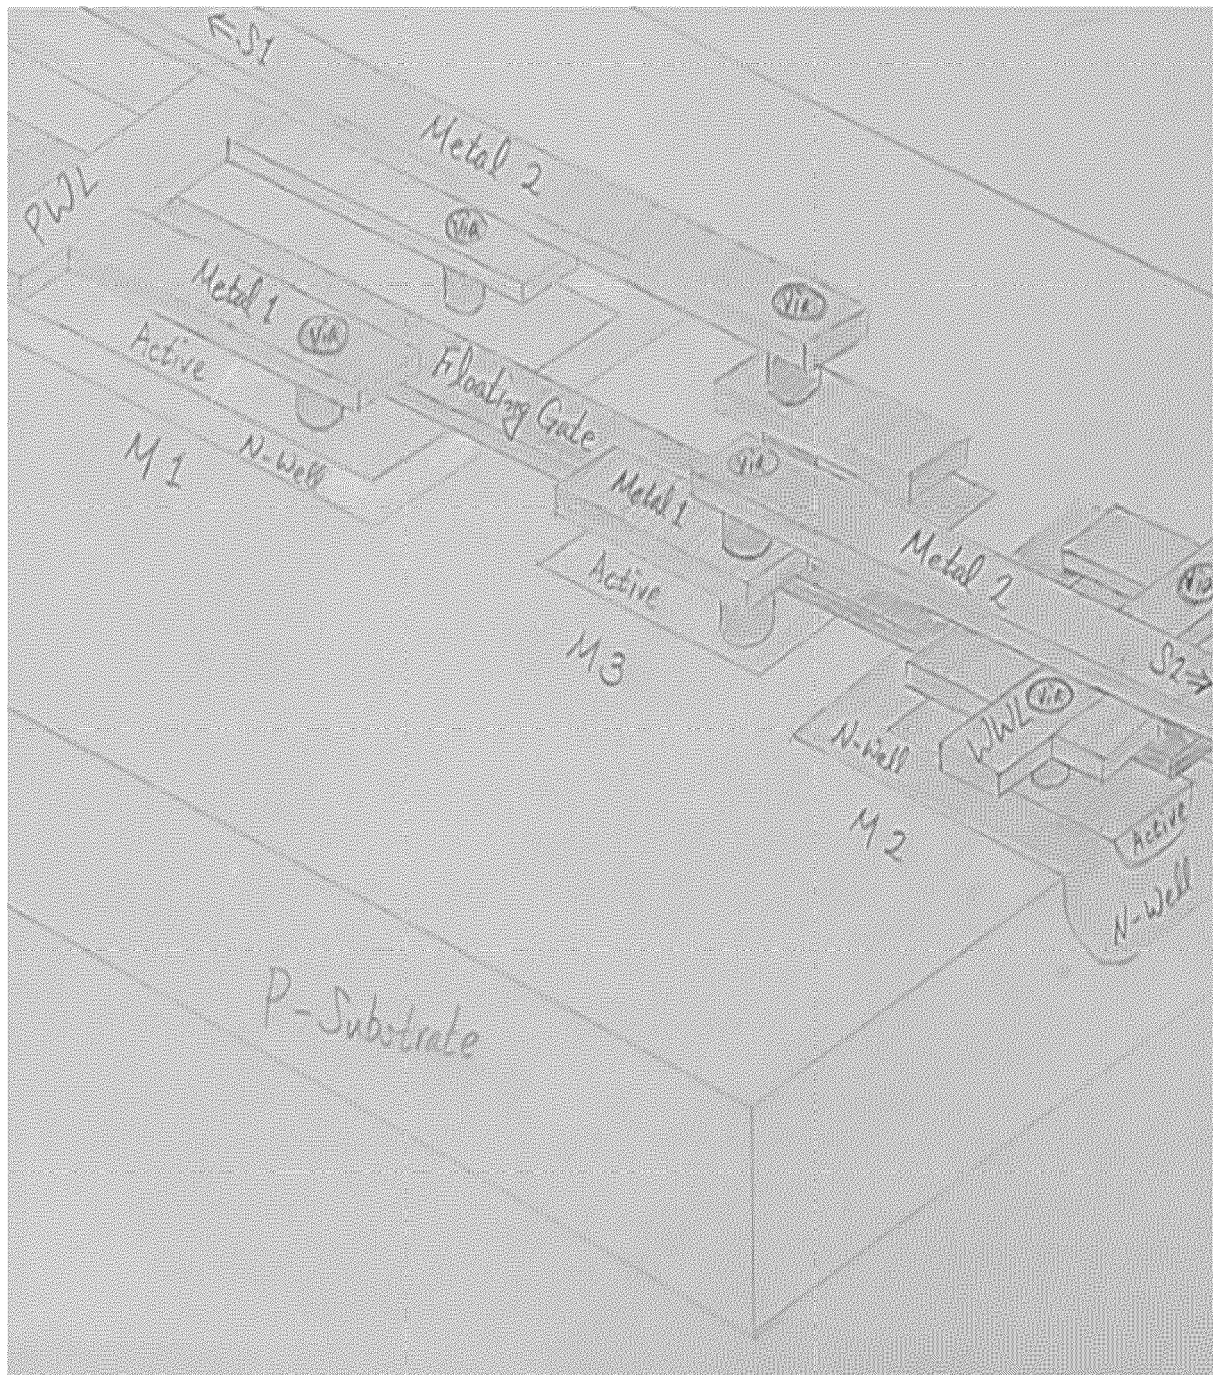 ←S1
Metal 2
PWL
Via
Metal 1
Via
Via
Active
Floating Gate
M 1
N-Well
Via
Metal 1
Metal 2
Active
Via
M3
S2→
WWL
Via
N-Well
M 2
Active
N-Well
P-Substrate